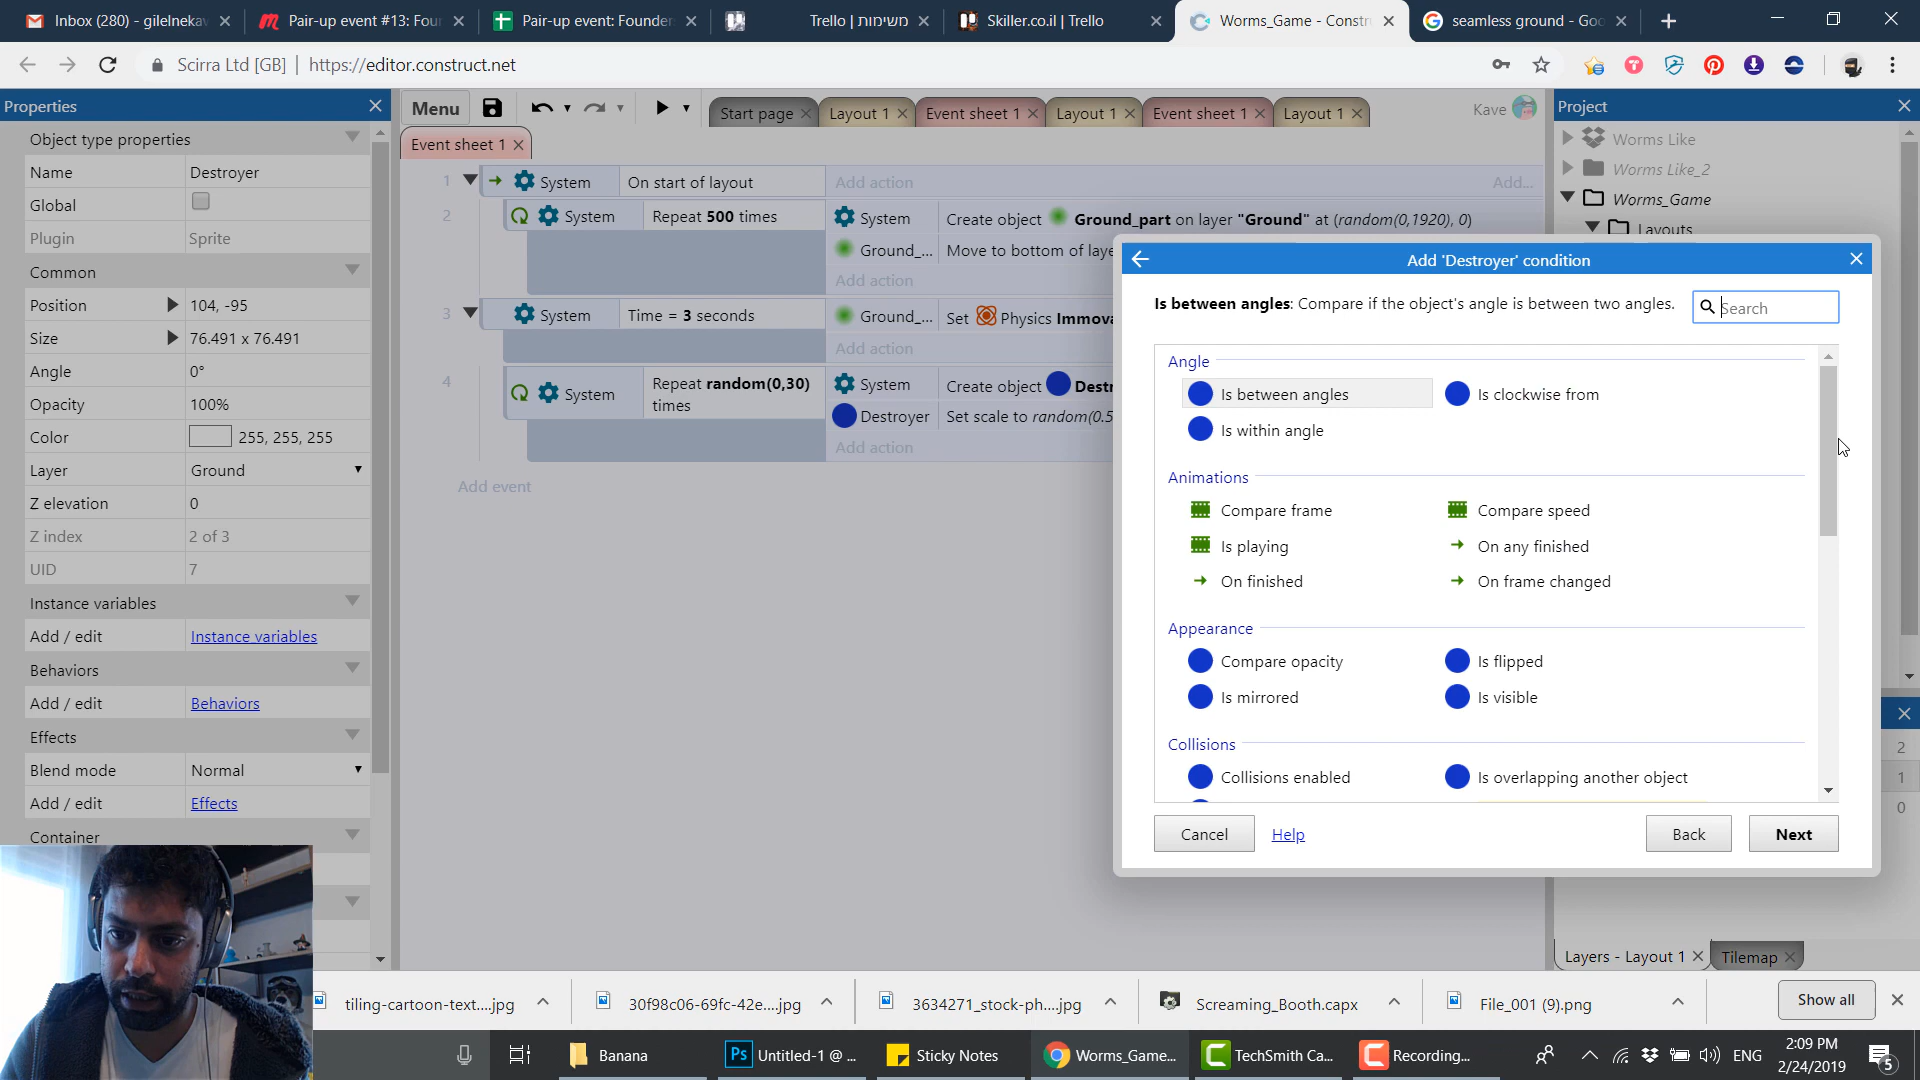 Inbox (280) - gilelnekav
Pair-up event #13: Four
Pair-up event: Founder
Trello | משימות
Skiller.co.il | Trello
Worms_Game - Constr
seamless ground - Goo
Scirra Ltd [GB] | https://editor.construct.net
Properties
Menu
Start page
Layout 1
Event sheet 1
Layout 1
Event sheet 1
Layout 1
Kave
Project
Event sheet 1
Object type properties
Name Destroyer
Global
Plugin Sprite
Common
Position 104, -95
Size 76.491 x 76.491
Angle 0°
Opacity 100%
Color 255, 255, 255
Layer Ground
Z elevation 0
Z index 2 of 3
UID 7
Instance variables
Add / edit Instance variables
Behaviors
Add / edit Behaviors
Effects
Blend mode Normal
Add / edit Effects
Container
1 System On start of layout Add action Add...
2 System Repeat 500 times System Create object Ground_part on layer "Ground" at (random(0,1920), 0)
Ground_... Move to bottom of laye
Add action
3 System Time = 3 seconds Ground_... Set Physics Immova
Add action
4 System Repeat random(0,30) times System Create object Destr
Destroyer Set scale to random(0.5
Add action
Add event
Worms Like
Worms Like_2
Worms_Game
Layouts
Add 'Destroyer' condition
Is between angles: Compare if the object's angle is between two angles.
Search
Angle
Is between angles Is clockwise from
Is within angle
Animations
Compare frame Compare speed
Is playing On any finished
On finished On frame changed
Appearance
Compare opacity Is flipped
Is mirrored Is visible
Collisions
Collisions enabled Is overlapping another object
Cancel Help Back Next
2
1
0
Layers - Layout 1
Tilemap
tiling-cartoon-text....jpg
30f98c06-69fc-42e....jpg
3634271_stock-ph....jpg
Screaming_Booth.capx
File_001 (9).png
Show all
Banana
Ps Untitled-1 @ ...
Sticky Notes
Worms_Game...
TechSmith Ca...
Recording...
ENG
2:09 PM
2/24/2019
5